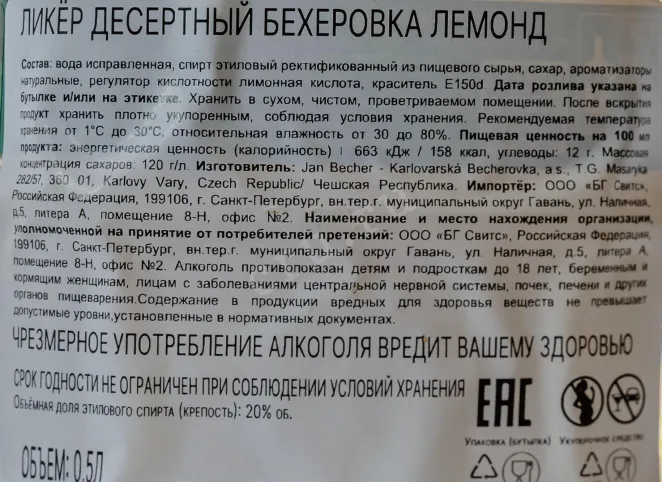 ЛИКЁР ДЕСЕРТНЫЙ БЕХЕРОВКА ЛЕМОНД
Состав: вода исправленная, спирт этиловый ректификованный из пищевого сырья, сахар, ароматизаторы
натуральные, регулятор кислотности лимонная кислота, краситель E150d. Дата розлива указана на
бутылке и/или на этикетке. Хранить в сухом, чистом, проветриваемом помещении. После вскрытия
продукт хранить плотно укупоренным, соблюдая условия хранения. Рекомендуемая температура
хранения от 1°С до 30°С, относительная влажность от 30 до 80%. Пищевая ценность на 100 мл
продукта: энергетическая ценность (калорийность) | 663 кДж / 158 ккал, углеводы: 12 г. Массовая
концентрация сахаров: 120 г/л. Изготовитель: Jan Becher - Karlovarská Becherovka, a.s., T.G. Masaryka
282/57, 360 01, Karlovy Vary, Czech Republic/ Чешская Республика. Импортёр: ООО «БГ Свитс»,
Российская Федерация, 199106, г. Санкт-Петербург, вн.тер.г. муниципальный округ Гавань, ул. Наличная,
д.5, литера А, помещение 8-Н, офис №2. Наименование и место нахождения организации,
уполномоченной на принятие от потребителей претензий: ООО «БГ Свитс», Российская Федерация,
199106, г. Санкт-Петербург, вн.тер.г. муниципальный округ Гавань, ул. Наличная, д.5, литера А,
помещение 8-Н, офис №2. Алкоголь противопоказан детям и подросткам до 18 лет, беременным и
кормящим женщинам, лицам с заболеваниями центральной нервной системы, почек, печени и других
органов пищеварения.Содержание в продукции вредных для здоровья веществ не превышает
допустимые уровни,установленные в нормативных документах.
ЧРЕЗМЕРНОЕ УПОТРЕБЛЕНИЕ АЛКОГОЛЯ ВРЕДИТ ВАШЕМУ ЗДОРОВЬЮ
СРОК ГОДНОСТИ НЕ ОГРАНИЧЕН ПРИ СОБЛЮДЕНИИ УСЛОВИЙ ХРАНЕНИЯ
Объёмная доля этилового спирта (крепость): 20% об.
EAC
Упаковка (бутылка) Укупорочное средство
ОБЪЕМ: 0,5Л